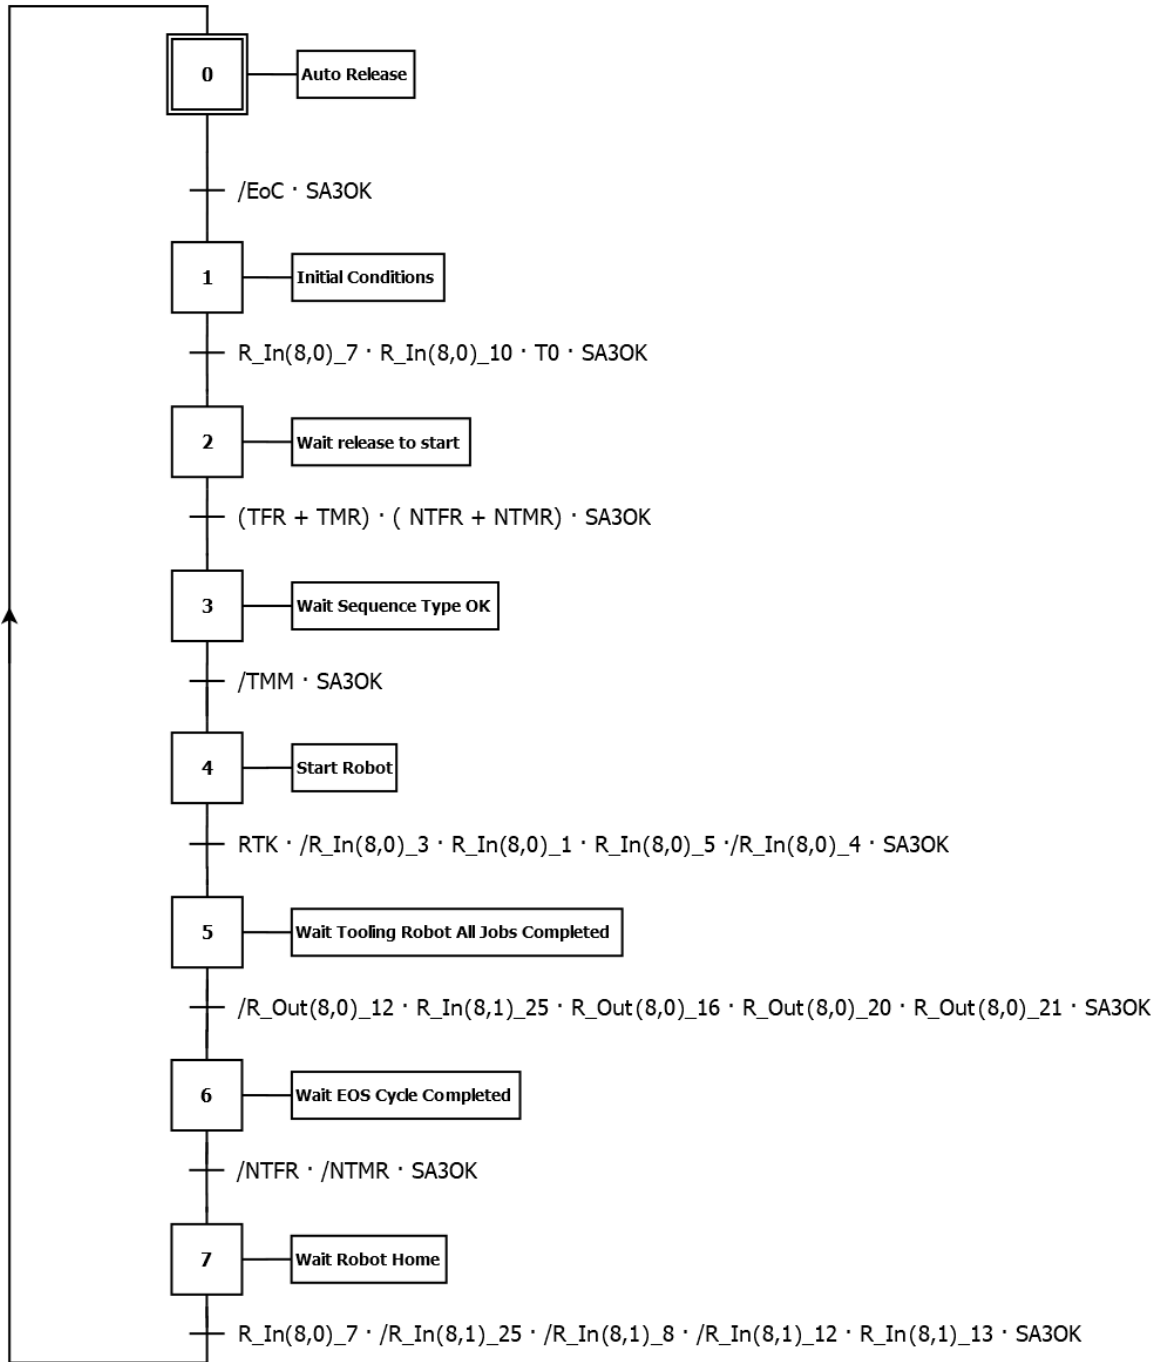 0 Auto Release
/EoC · SA3OK
1 Initial Conditions
R_In(8,0)_7 · R_In(8,0)_10 · T0 · SA3OK
2 Wait release to start
(TFR + TMR) · ( NTFR + NTMR) · SA3OK
3 Wait Sequence Type OK
/TMM · SA3OK
4 Start Robot
RTK · /R_In(8,0)_3 · R_In(8,0)_1 · R_In(8,0)_5 ·/R_In(8,0)_4 · SA3OK
5 Wait Tooling Robot All Jobs Completed
/R_Out(8,0)_12 · R_In(8,1)_25 · R_Out(8,0)_16 · R_Out(8,0)_20 · R_Out(8,0)_21 · SA3OK
6 Wait EOS Cycle Completed
/NTFR · /NTMR · SA3OK
7 Wait Robot Home
R_In(8,0)_7 · /R_In(8,1)_25 · /R_In(8,1)_8 · /R_In(8,1)_12 · R_In(8,1)_13 · SA3OK